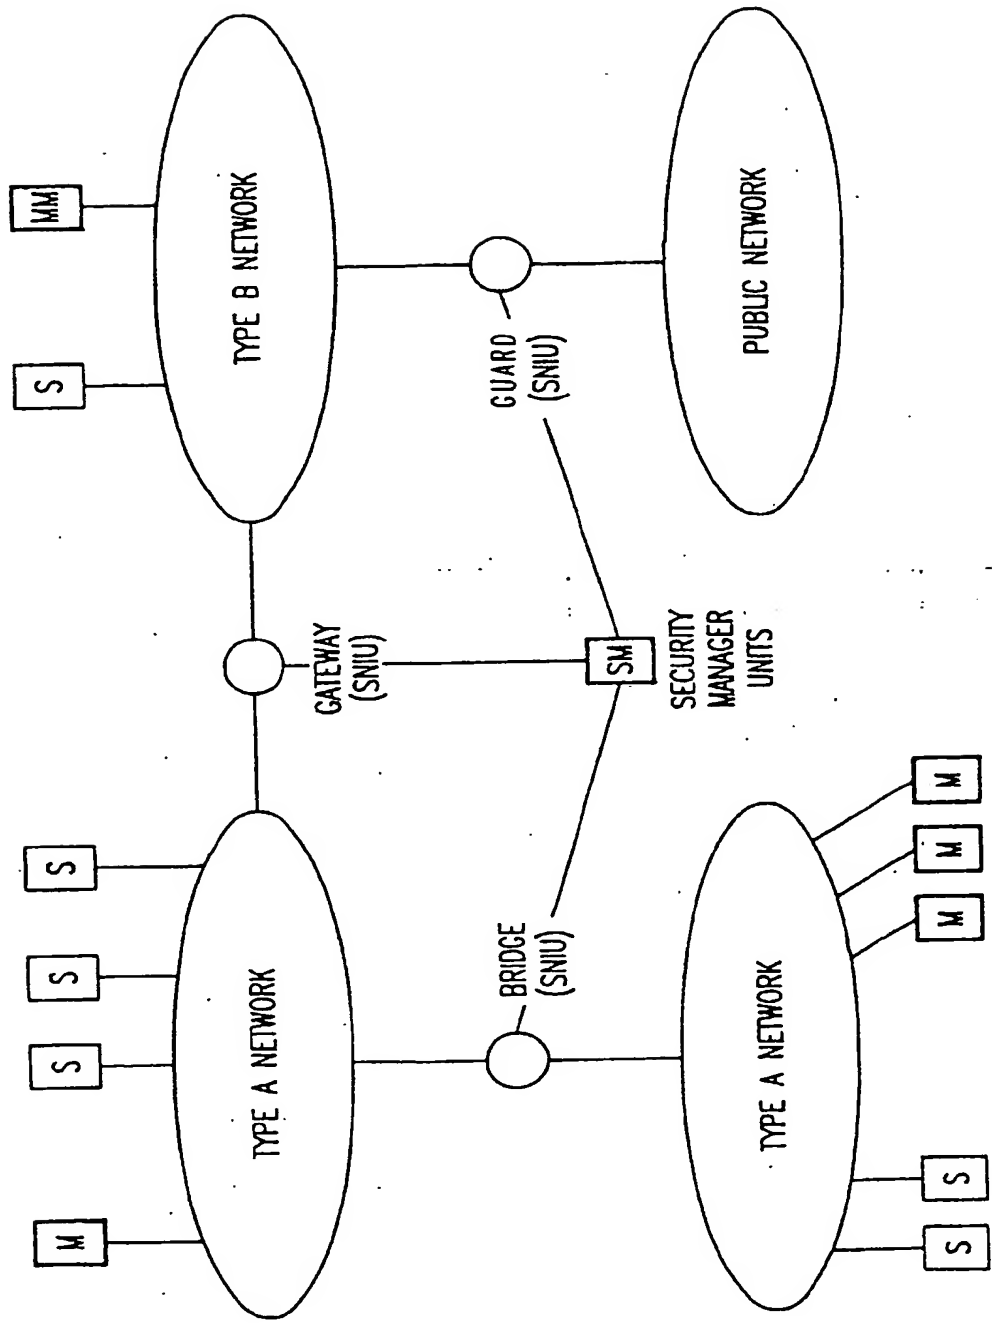 M
S
S
S
S
MM
TYPE A NETWORK
TYPE B NETWORK
GATEWAY
(SNIU)
BRIDGE
(SNIU)
GUARD
(SNIU)
SM
SECURITY
MANAGER
UNITS
TYPE A NETWORK
PUBLIC NETWORK
S
S
M
M
M